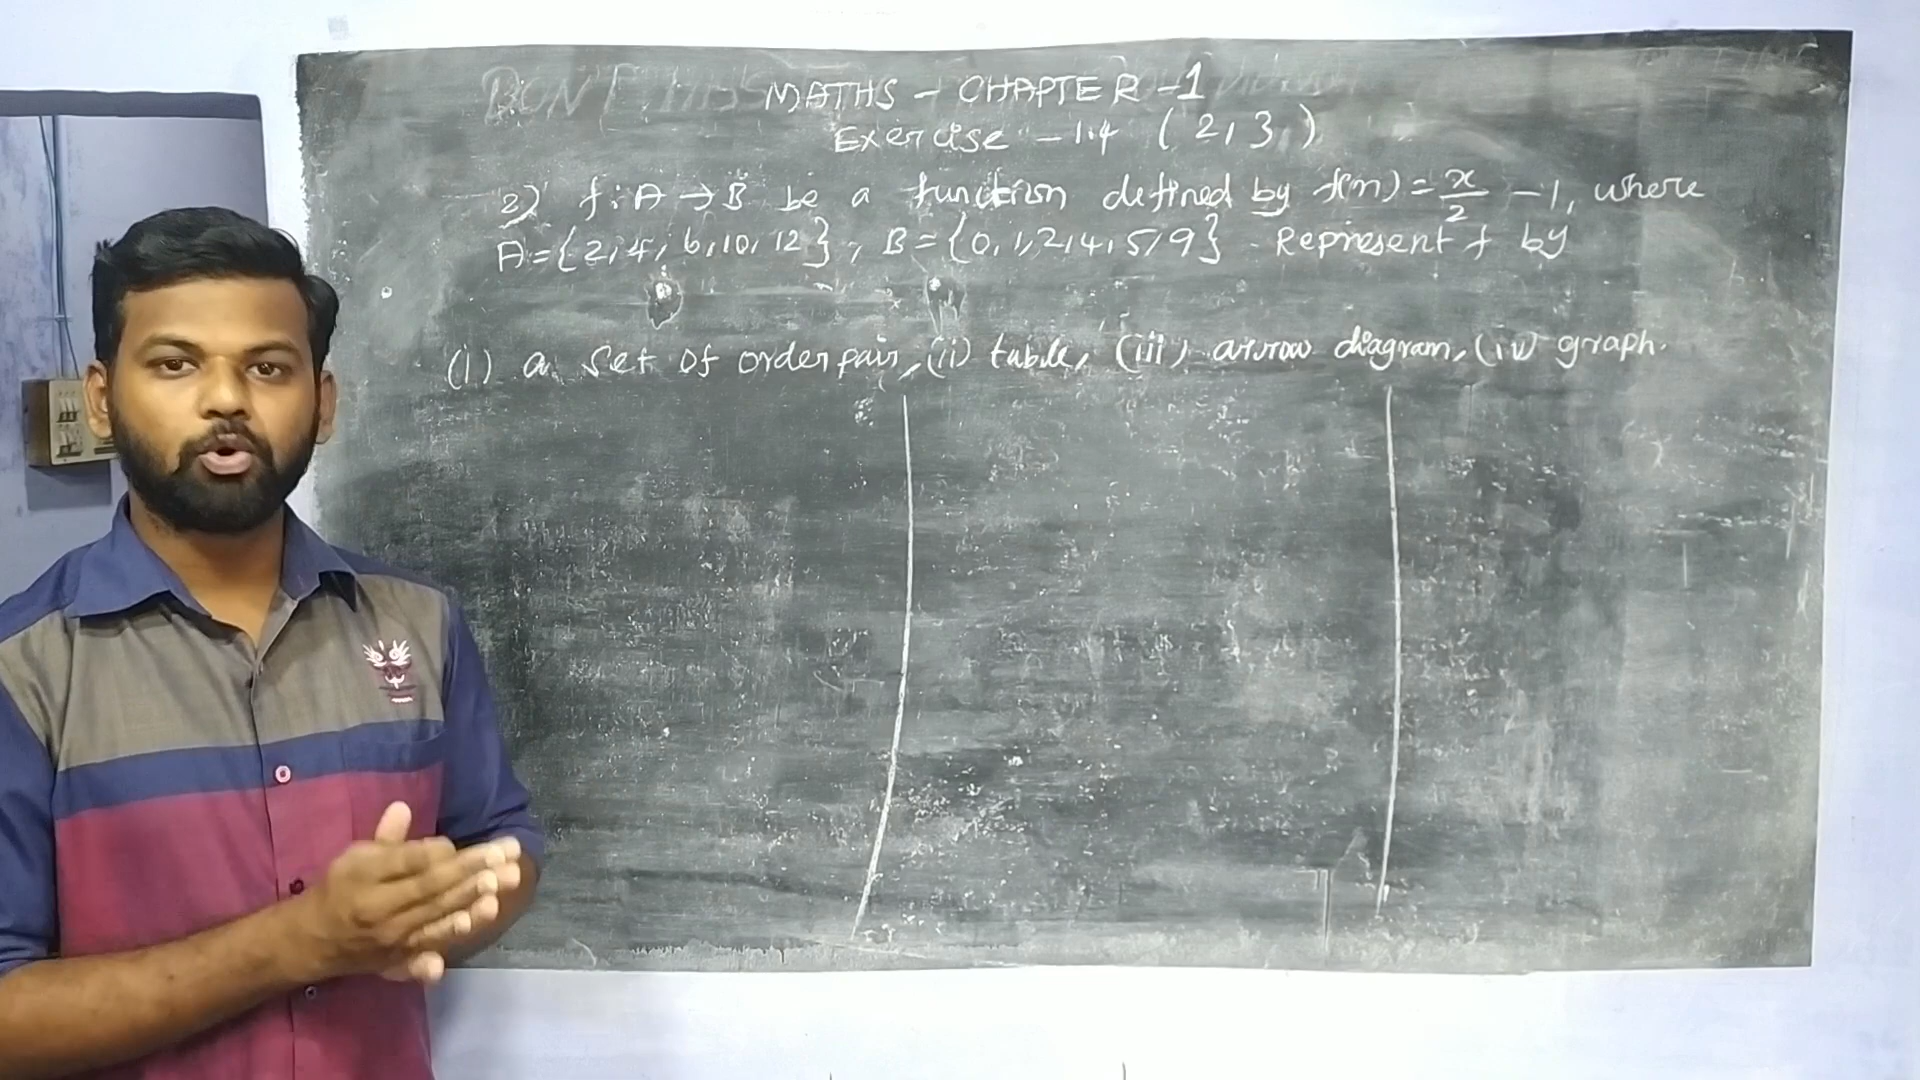 MATHS - CHAPTER -1
Exercise - 1.4 ( 2, 3 )
2) f: A → B be a function defined by f(n) = x/2 - 1, where
A = {2, 4, 6, 10, 12}, B = {0, 1, 2, 4, 5, 9} . Represent f by
(i) a set of order pair, (ii) table, (iii) arrow diagram, (iv) graph.